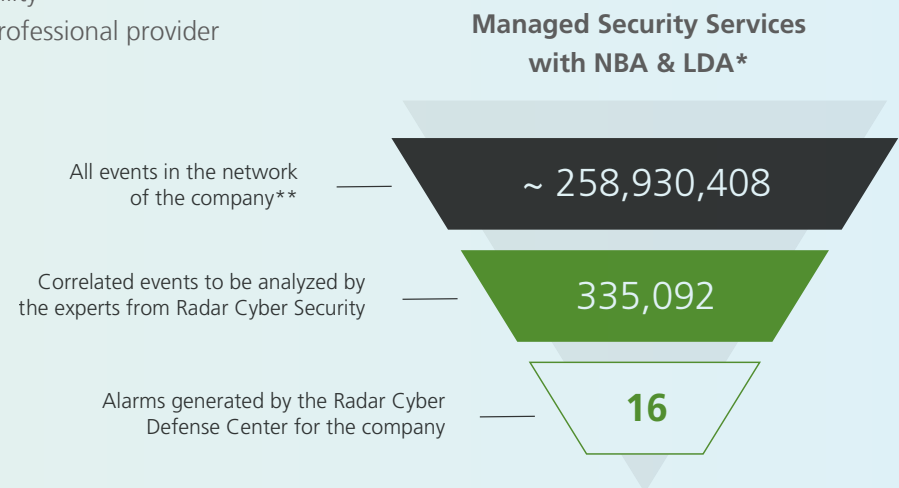 rofessional provider
Managed Security Services
with NBA & LDA*
All events in the network
of the company**
~ 258,930,408
Correlated events to be analyzed by
the experts from Radar Cyber Security
335,092
Alarms generated by the Radar Cyber
Defense Center for the company
16